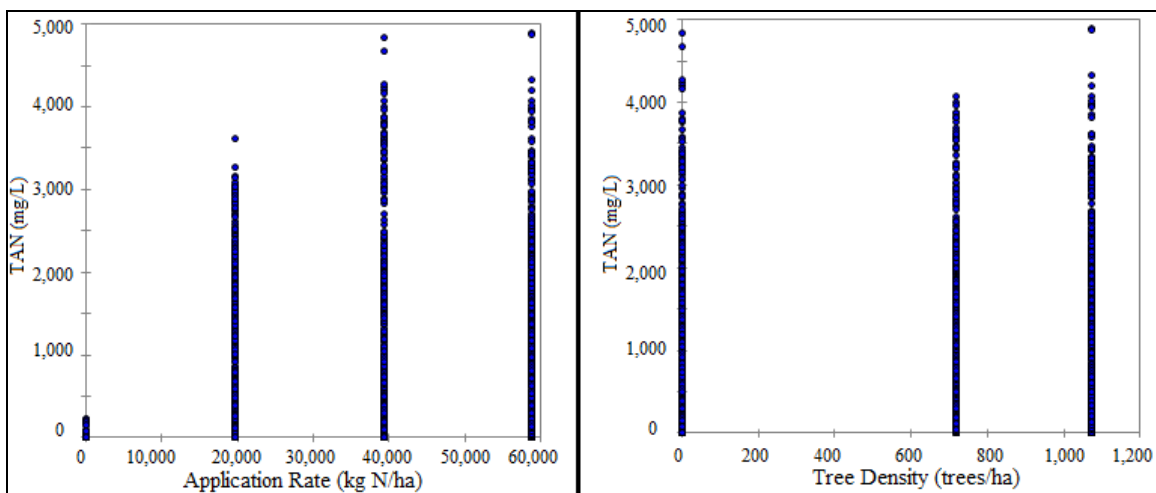 5,000
4,000
3,000
2,000
1,000
0
TAN (mg/L)
0 10,000 20,000 30,000 40,000 50,000 60,000
Application Rate (kg N/ha)
5,000
4,000
3,000
2,000
1,000
0
TAN (mg/L)
0 200 400 600 800 1,000 1,200
Tree Density (trees/ha)